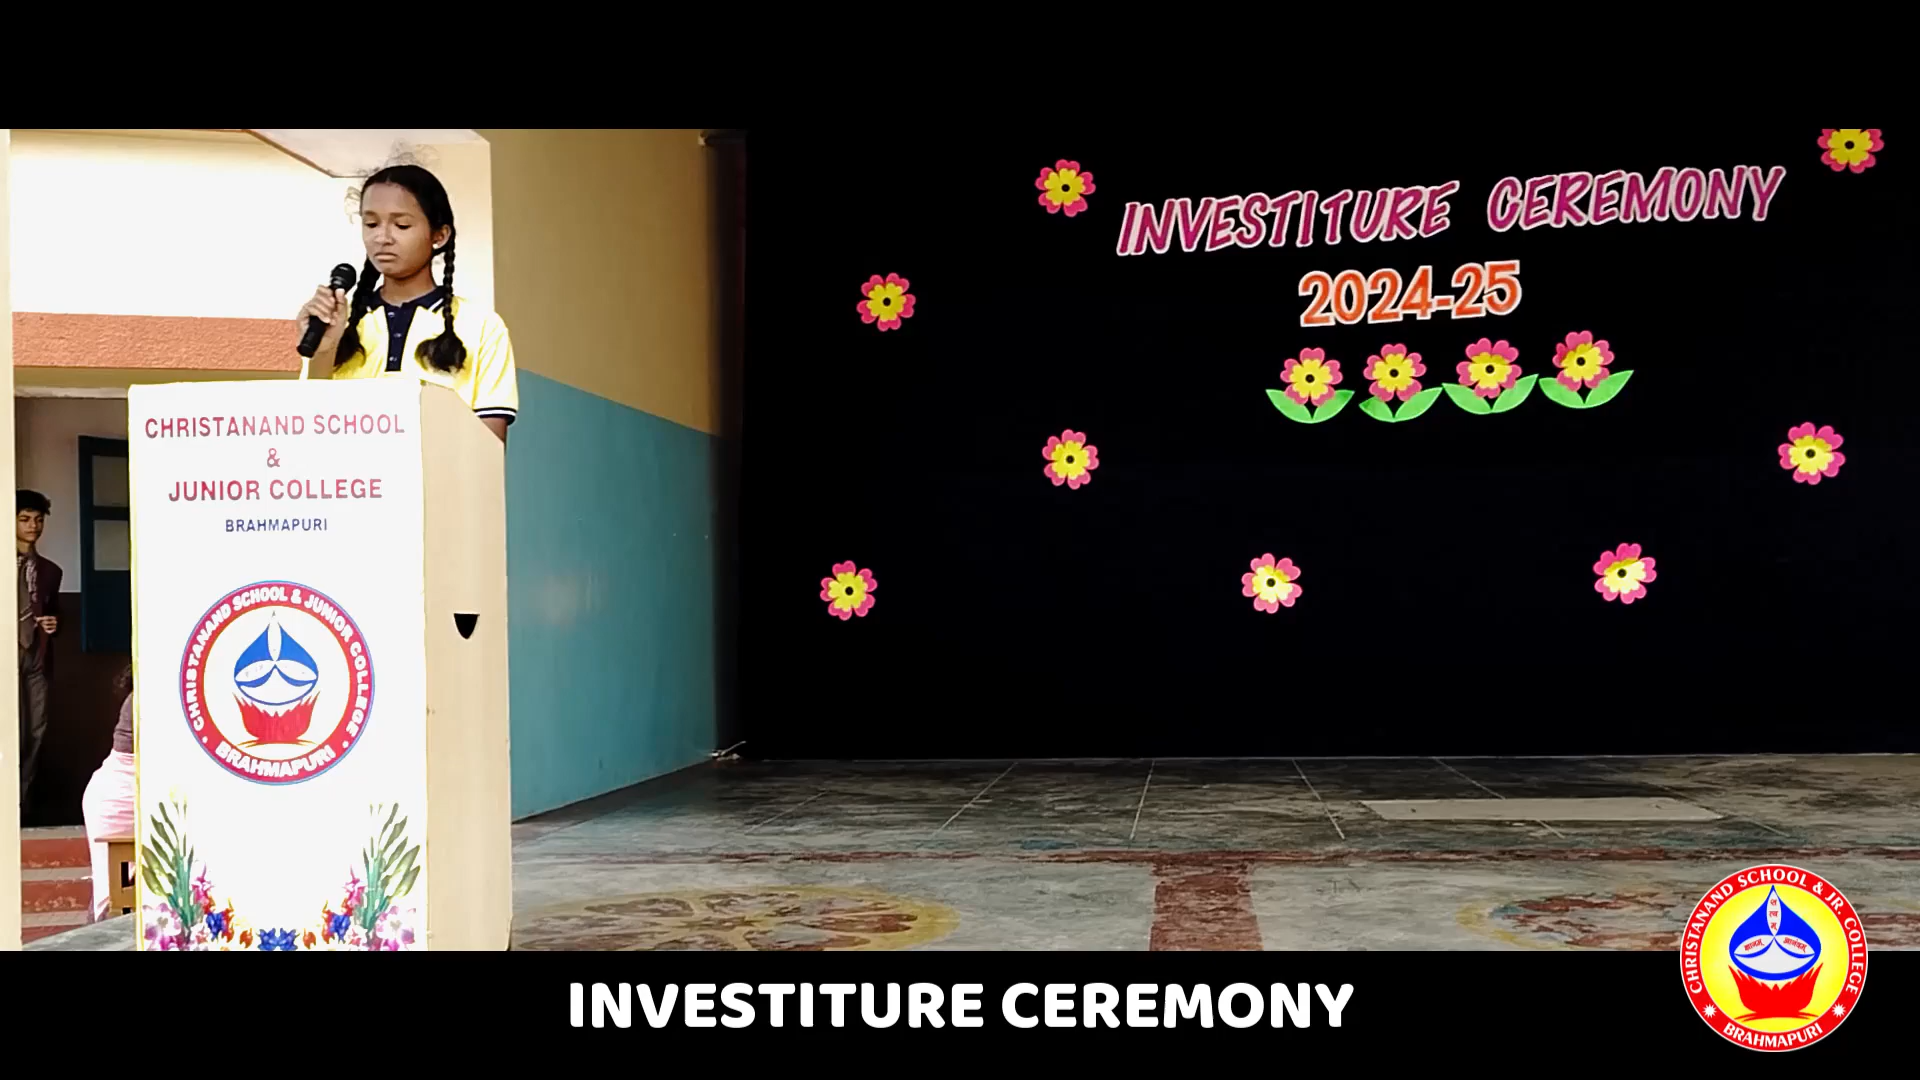 INVESTITURE CEREMONY
2024-25
CHRISTANAND SCHOOL
&
JUNIOR COLLEGE
BRAHMAPURI
CHRISTANAND SCHOOL & JUNIOR COLLEGE
BRAHMAPURI
INVESTITURE CEREMONY
CHRISTANAND SCHOOL & JR. COLLEGE
BRAHMAPURI